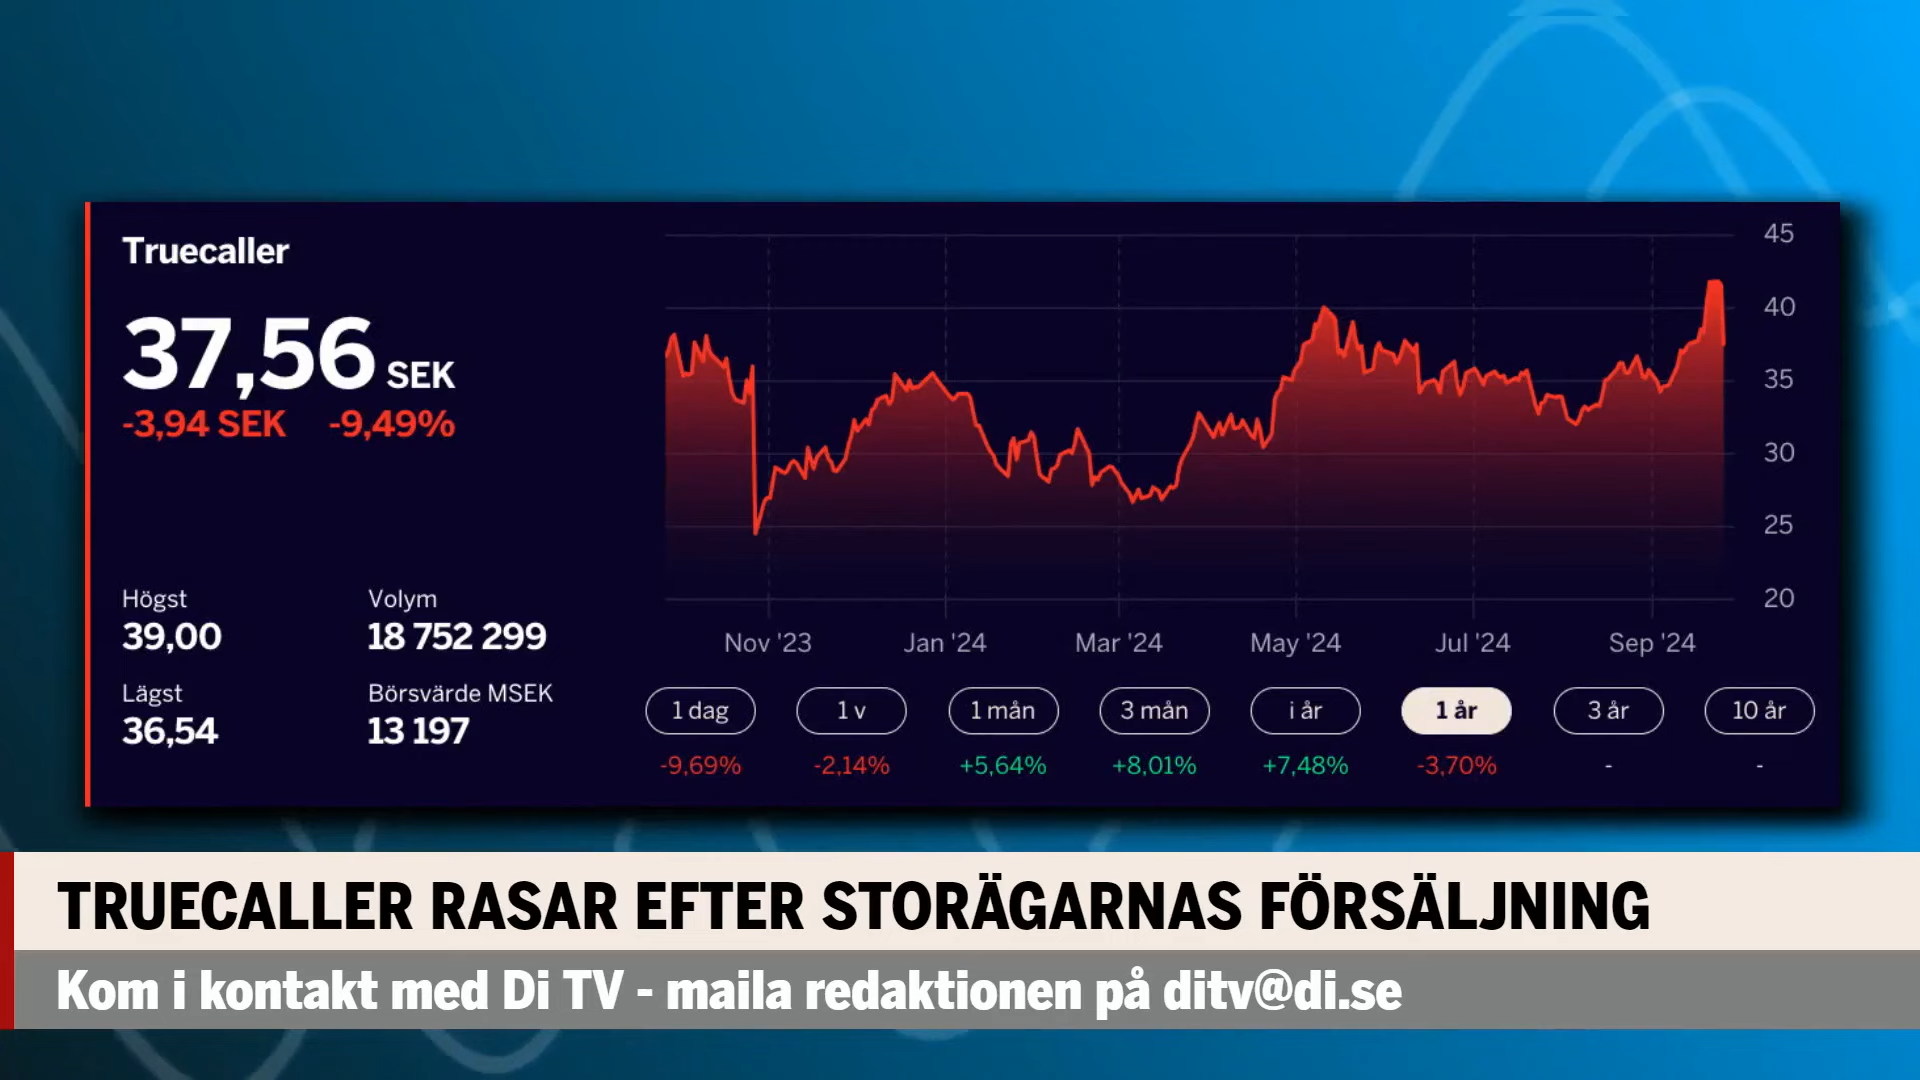 Truecaller
37,56 SEK
-3,94 SEK -9,49%
Högst
39,00
Volym
18 752 299
Lägst
36,54
Börsvärde MSEK
13 197
45
40
35
30
25
20
Nov '23 Jan '24 Mar '24 May '24 Jul '24 Sep '24
1 dag 1 v 1 mån 3 mån i år 1 år 3 år 10 år
-9,69% -2,14% +5,64% +8,01% +7,48% -3,70% - -
TRUECALLER RASAR EFTER STORÄGARNAS FÖRSÄLJNING
Kom i kontakt med Di TV - maila redaktionen på ditv@di.se